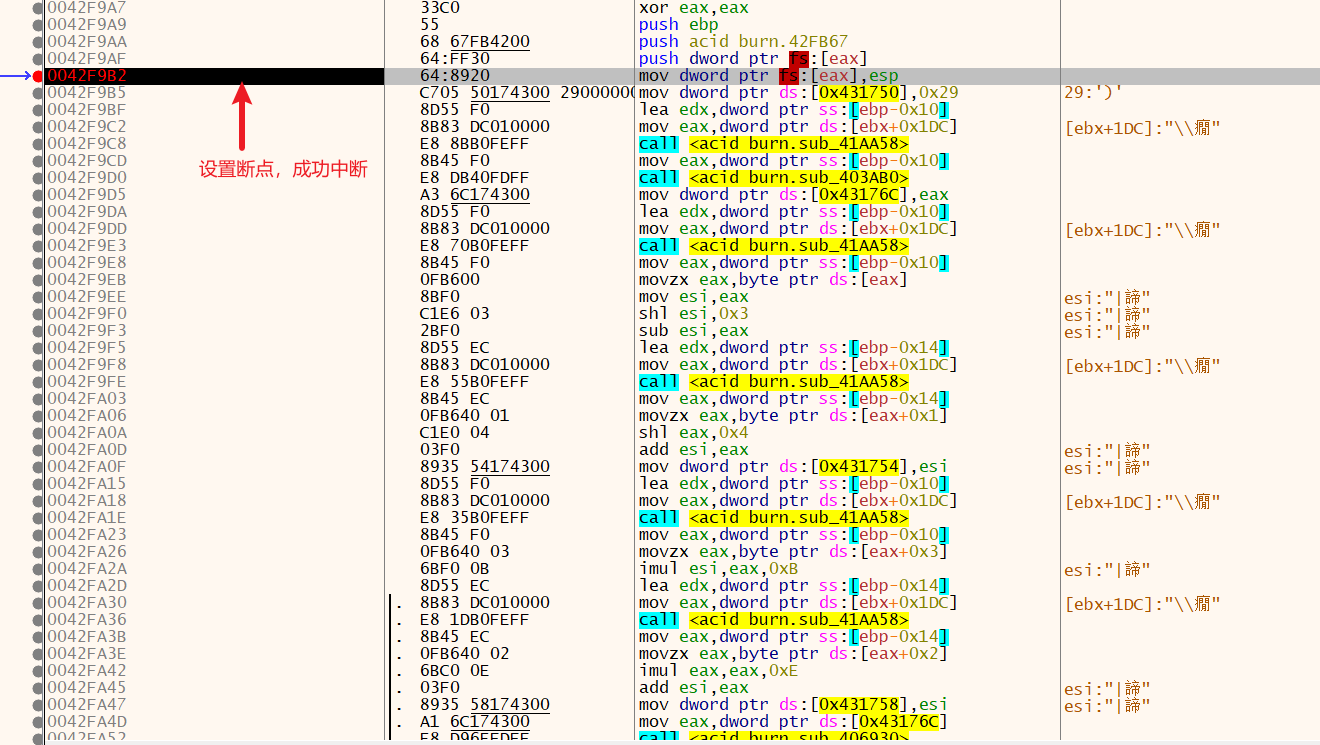 0042F9A7 33C0 xor eax,eax
0042F9A9 55 push ebp
0042F9AA 68 67FB4200 push acid burn.42FB67
0042F9AF 64:FF30 push dword ptr fs:[eax]
0042F9B2 64:8920 mov dword ptr fs:[eax],esp
0042F9B5 C705 50174300 29000000 mov dword ptr ds:[0x431750],0x29 29:')'
0042F9BF 8D55 F0 lea edx,dword ptr ss:[ebp-0x10]
0042F9C2 8B83 DC010000 mov eax,dword ptr ds:[ebx+0x1DC] [ebx+1DC]:"\\癇"
0042F9C8 E8 8BB0FEFF call <acid burn.sub_41AA58>
0042F9CD 8B45 F0 mov eax,dword ptr ss:[ebp-0x10]
设置断点，成功中断
0042F9D0 E8 DB40FDFF call <acid burn.sub_403AB0>
0042F9D5 A3 6C174300 mov dword ptr ds:[0x43176C],eax
0042F9DA 8D55 F0 lea edx,dword ptr ss:[ebp-0x10]
0042F9DD 8B83 DC010000 mov eax,dword ptr ds:[ebx+0x1DC] [ebx+1DC]:"\\癇"
0042F9E3 E8 70B0FEFF call <acid burn.sub_41AA58>
0042F9E8 8B45 F0 mov eax,dword ptr ss:[ebp-0x10]
0042F9EB 0FB600 movzx eax,byte ptr ds:[eax]
0042F9EE 8BF0 mov esi,eax esi:"|諦"
0042F9F0 C1E6 03 shl esi,0x3 esi:"|諦"
0042F9F3 2BF0 sub esi,eax esi:"|諦"
0042F9F5 8D55 EC lea edx,dword ptr ss:[ebp-0x14]
0042F9F8 8B83 DC010000 mov eax,dword ptr ds:[ebx+0x1DC] [ebx+1DC]:"\\癇"
0042F9FE E8 55B0FEFF call <acid burn.sub_41AA58>
0042FA03 8B45 EC mov eax,dword ptr ss:[ebp-0x14]
0042FA06 0FB640 01 movzx eax,byte ptr ds:[eax+0x1]
0042FA0A C1E0 04 shl eax,0x4
0042FA0D 03F0 add esi,eax esi:"|諦"
0042FA0F 8935 54174300 mov dword ptr ds:[0x431754],esi esi:"|諦"
0042FA15 8D55 F0 lea edx,dword ptr ss:[ebp-0x10]
0042FA18 8B83 DC010000 mov eax,dword ptr ds:[ebx+0x1DC] [ebx+1DC]:"\\癇"
0042FA1E E8 35B0FEFF call <acid burn.sub_41AA58>
0042FA23 8B45 F0 mov eax,dword ptr ss:[ebp-0x10]
0042FA26 0FB640 03 movzx eax,byte ptr ds:[eax+0x3]
0042FA2A 6BF0 0B imul esi,eax,0xB esi:"|諦"
0042FA2D 8D55 EC lea edx,dword ptr ss:[ebp-0x14]
0042FA30 . 8B83 DC010000 mov eax,dword ptr ds:[ebx+0x1DC] [ebx+1DC]:"\\癇"
0042FA36 . E8 1DB0FEFF call <acid burn.sub_41AA58>
0042FA3B . 8B45 EC mov eax,dword ptr ss:[ebp-0x14]
0042FA3E . 0FB640 02 movzx eax,byte ptr ds:[eax+0x2]
0042FA42 . 6BC0 0E imul eax,eax,0xE
0042FA45 . 03F0 add esi,eax esi:"|諦"
0042FA47 . 8935 58174300 mov dword ptr ds:[0x431758],esi esi:"|諦"
0042FA4D . A1 6C174300 mov eax,dword ptr ds:[0x43176C]
0042FA52 . E8 D96EFDFF call <acid burn.sub_406930>